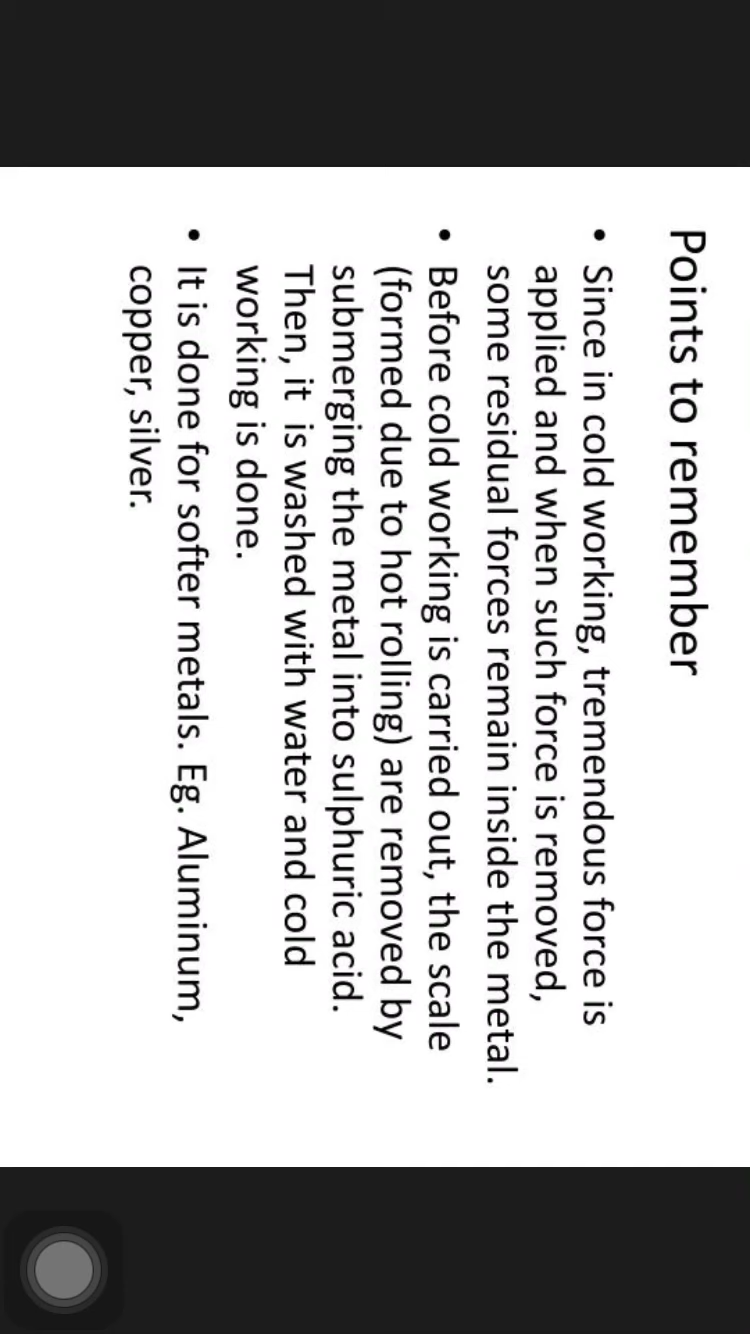 Points to remember
• Since in cold working, tremendous force is
applied and when such force is removed,
some residual forces remain inside the metal.
• Before cold working is carried out, the scale
(formed due to hot rolling) are removed by
submerging the metal into sulphuric acid.
Then, it is washed with water and cold
working is done.
• It is done for softer metals. Eg. Aluminum,
copper, silver.